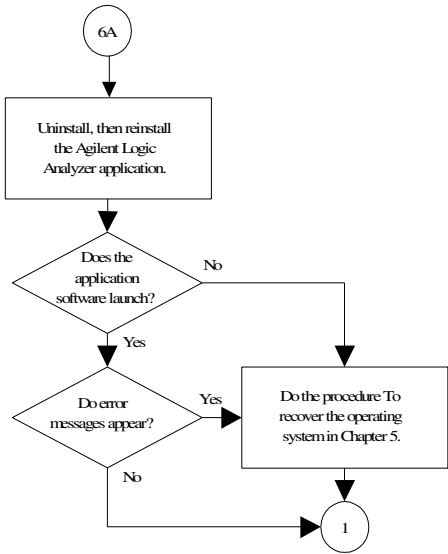 6A
Uninstall, then reinstall
the Agilent Logic
Analyzer application.
Does the
application
software launch?
No
Yes
Do error
messages appear?
Yes
No
Do the procedure To
recover the operating
system in Chapter 5.
1